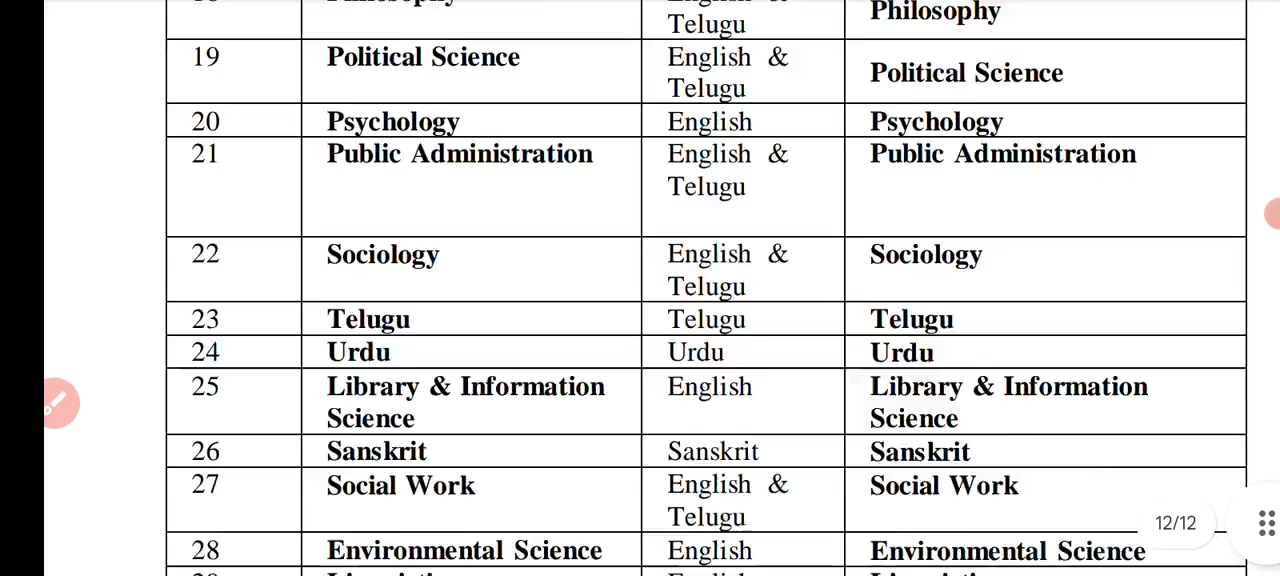 English &
Telugu
Philosophy
19 Political Science English &
Telugu Political Science
20 Psychology English Psychology
21 Public Administration English & Public Administration
Telugu
22 Sociology English & Sociology
Telugu
23 Telugu Telugu Telugu
24 Urdu Urdu Urdu
25 Library & Information English Library & Information
Science Science
26 Sanskrit Sanskrit Sanskrit
27 Social Work English & Social Work
Telugu
12/12
28 Environmental Science English Environmental Science